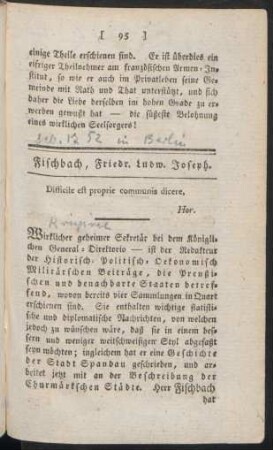 [ 95 ]
einige Theile erschienen sind. Er ist überdies ein
eifriger Theilnehmer am französischen Armen-In-
stitut, so wie er auch im Privatleben seine Ge-
meinde mit Rath und That unterstützt, und sich
daher die Liebe derselben im hohen Grade zu er-
werben gewußt hat — die süßeste Belohnung
eines wirklichen Seelsorgers!
in Berlin
Fischbach, Friedr. Ludw. Joseph.
Difficile est proprie communis dicere.
Hor.
Wirklicher geheimer Sekretär bei dem Königli-
chen General-Direktorio — ist der Redakteur
der Historisch-Politisch-Oekonomisch
Militärschen Beiträge, die Preußi-
schen und benachbarte Staaten betref-
fend, wovon bereits vier Sammlungen in Quart
erschienen sind. Sie enthalten wichtige statisti-
sche und diplomatische Nachrichten, von welchen
jedoch zu wünschen wäre, daß sie in einem bes-
sern und weniger weitschweifigen Styl abgefaßt
seyn möchten; ingleichem hat er eine Geschichte
der Stadt Spandau geschrieben, und ar-
beitet jetzt mit an der Beschreibung der
Churmärkschen Städte. Herr Fischbach
hat